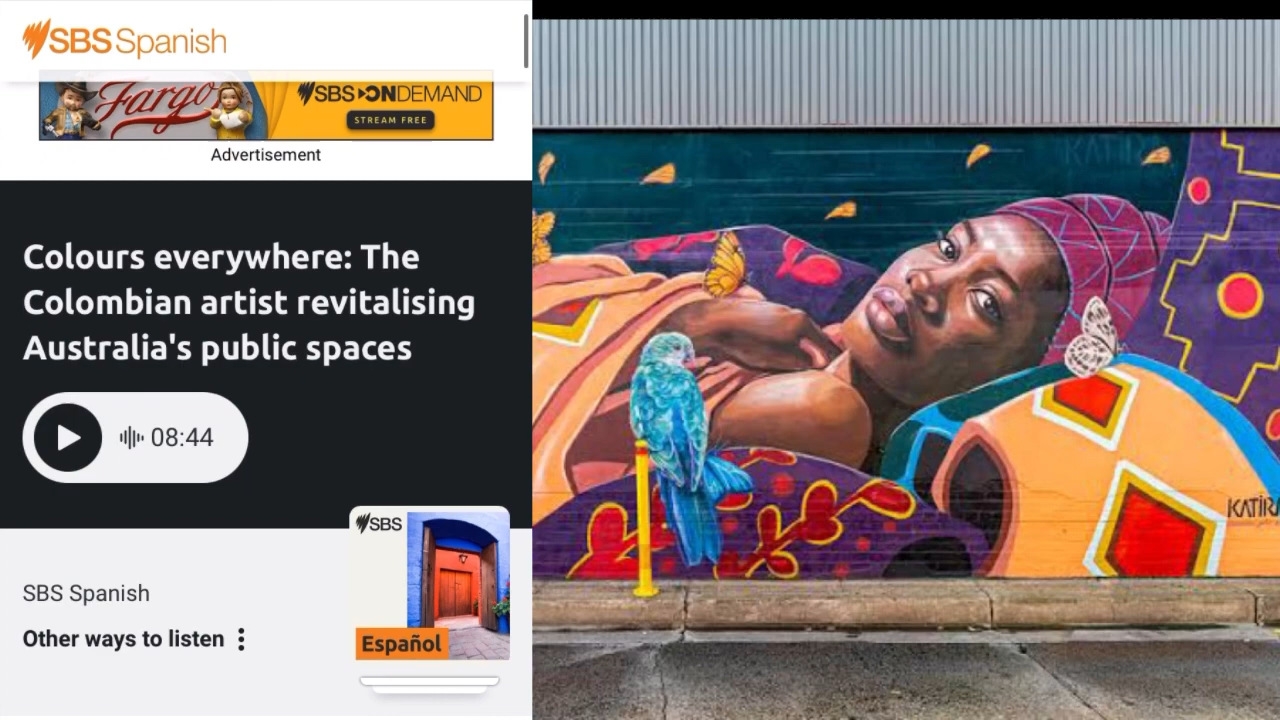 SBS Spanish
Fargo
SBS ON DEMAND
STREAM FREE
Advertisement
Colours everywhere: The
Colombian artist revitalising
Australia's public spaces
08:44
SBS
SBS Spanish
Other ways to listen
Español
KATIRA